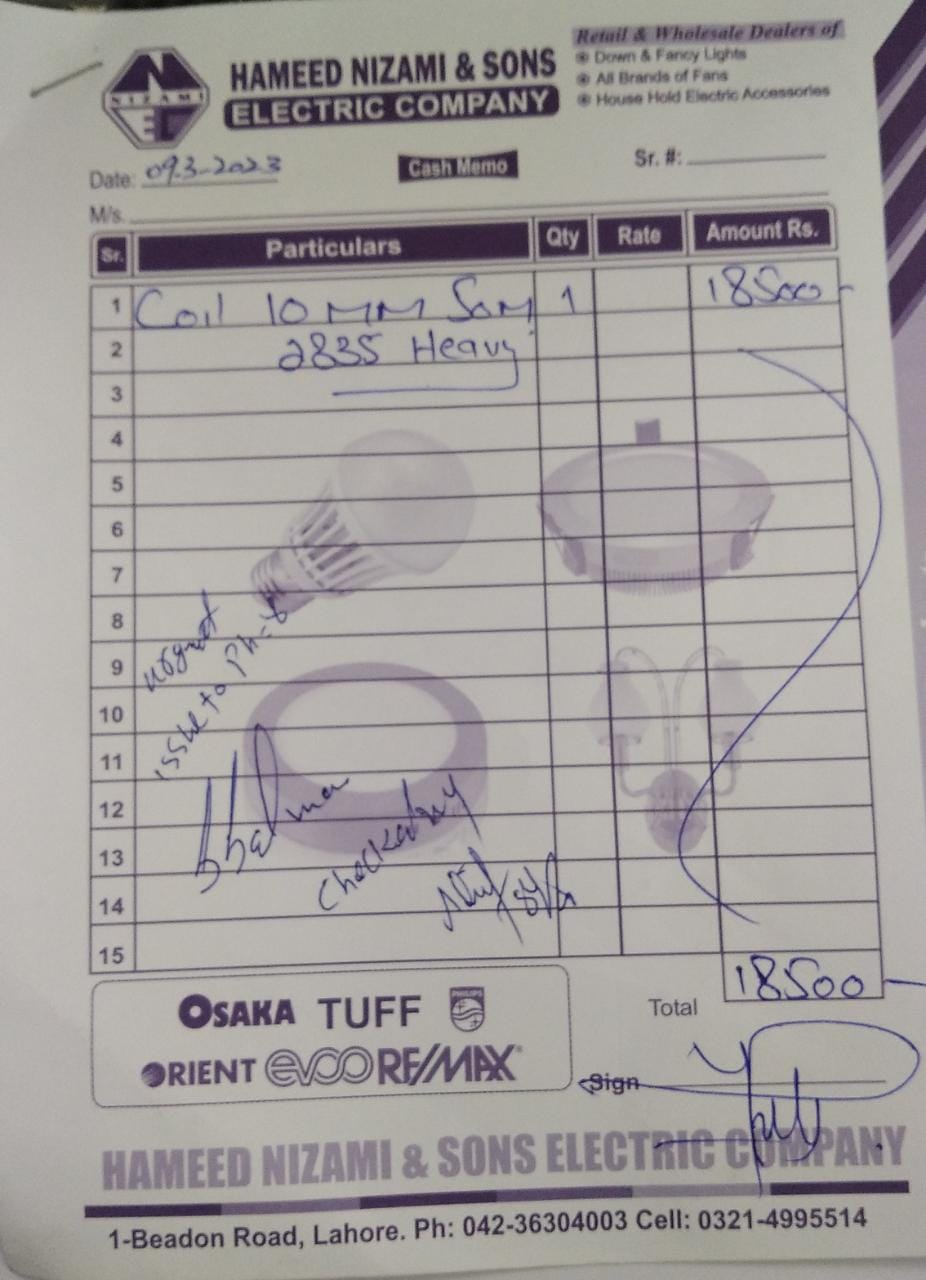 Retail & Wholesale Dealers of
Down & Fancy Lights
All Brands of Fans
House Hold Electric Accessories
NIZAMI
HAMEED NIZAMI & SONS
ELECTRIC COMPANY
Date: 09.3-2023
Cash Memo
Sr. #:
M/s.
Sr. Particulars Qty Rate Amount Rs.
1 Coil 10 MM 1 18500
2 2835 Heavy
3
4
5
6
7
8
9
10
11
12
13
14
15
urgnet
issue to Ph-8
Checked by
18500
Total
OSAKA TUFF PHILIPS
ORIENT evoo RE/MAX
Sign
HAMEED NIZAMI & SONS ELECTRIC COMPANY
1-Beadon Road, Lahore. Ph: 042-36304003 Cell: 0321-4995514